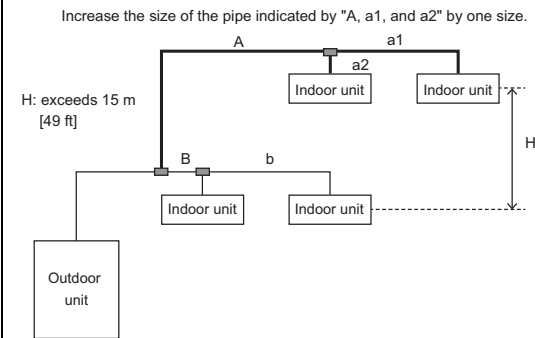 Increase the size of the pipe indicated by "A, a1, and a2" by one size.
A
a1
a2
Indoor unit
Indoor unit
H: exceeds 15 m
[49 ft]
H
B
b
Indoor unit
Indoor unit
Outdoor
unit